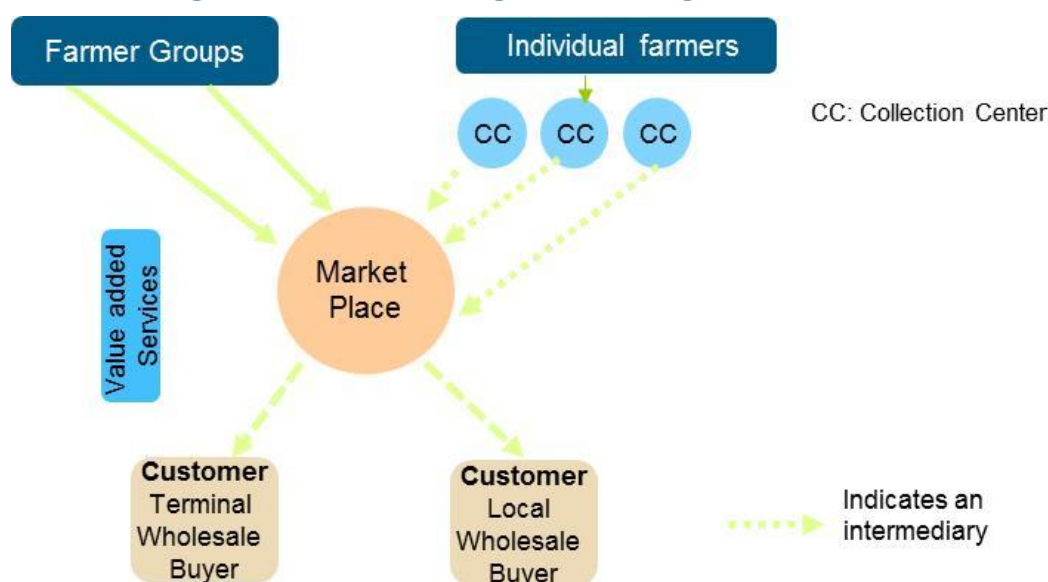 Farmer Groups
Individual farmers
CC
CC
CC
CC: Collection Center
Market
Place
Value added
Services
Customer
Terminal
Wholesale
Buyer
Customer
Local
Wholesale
Buyer
Indicates an
intermediary